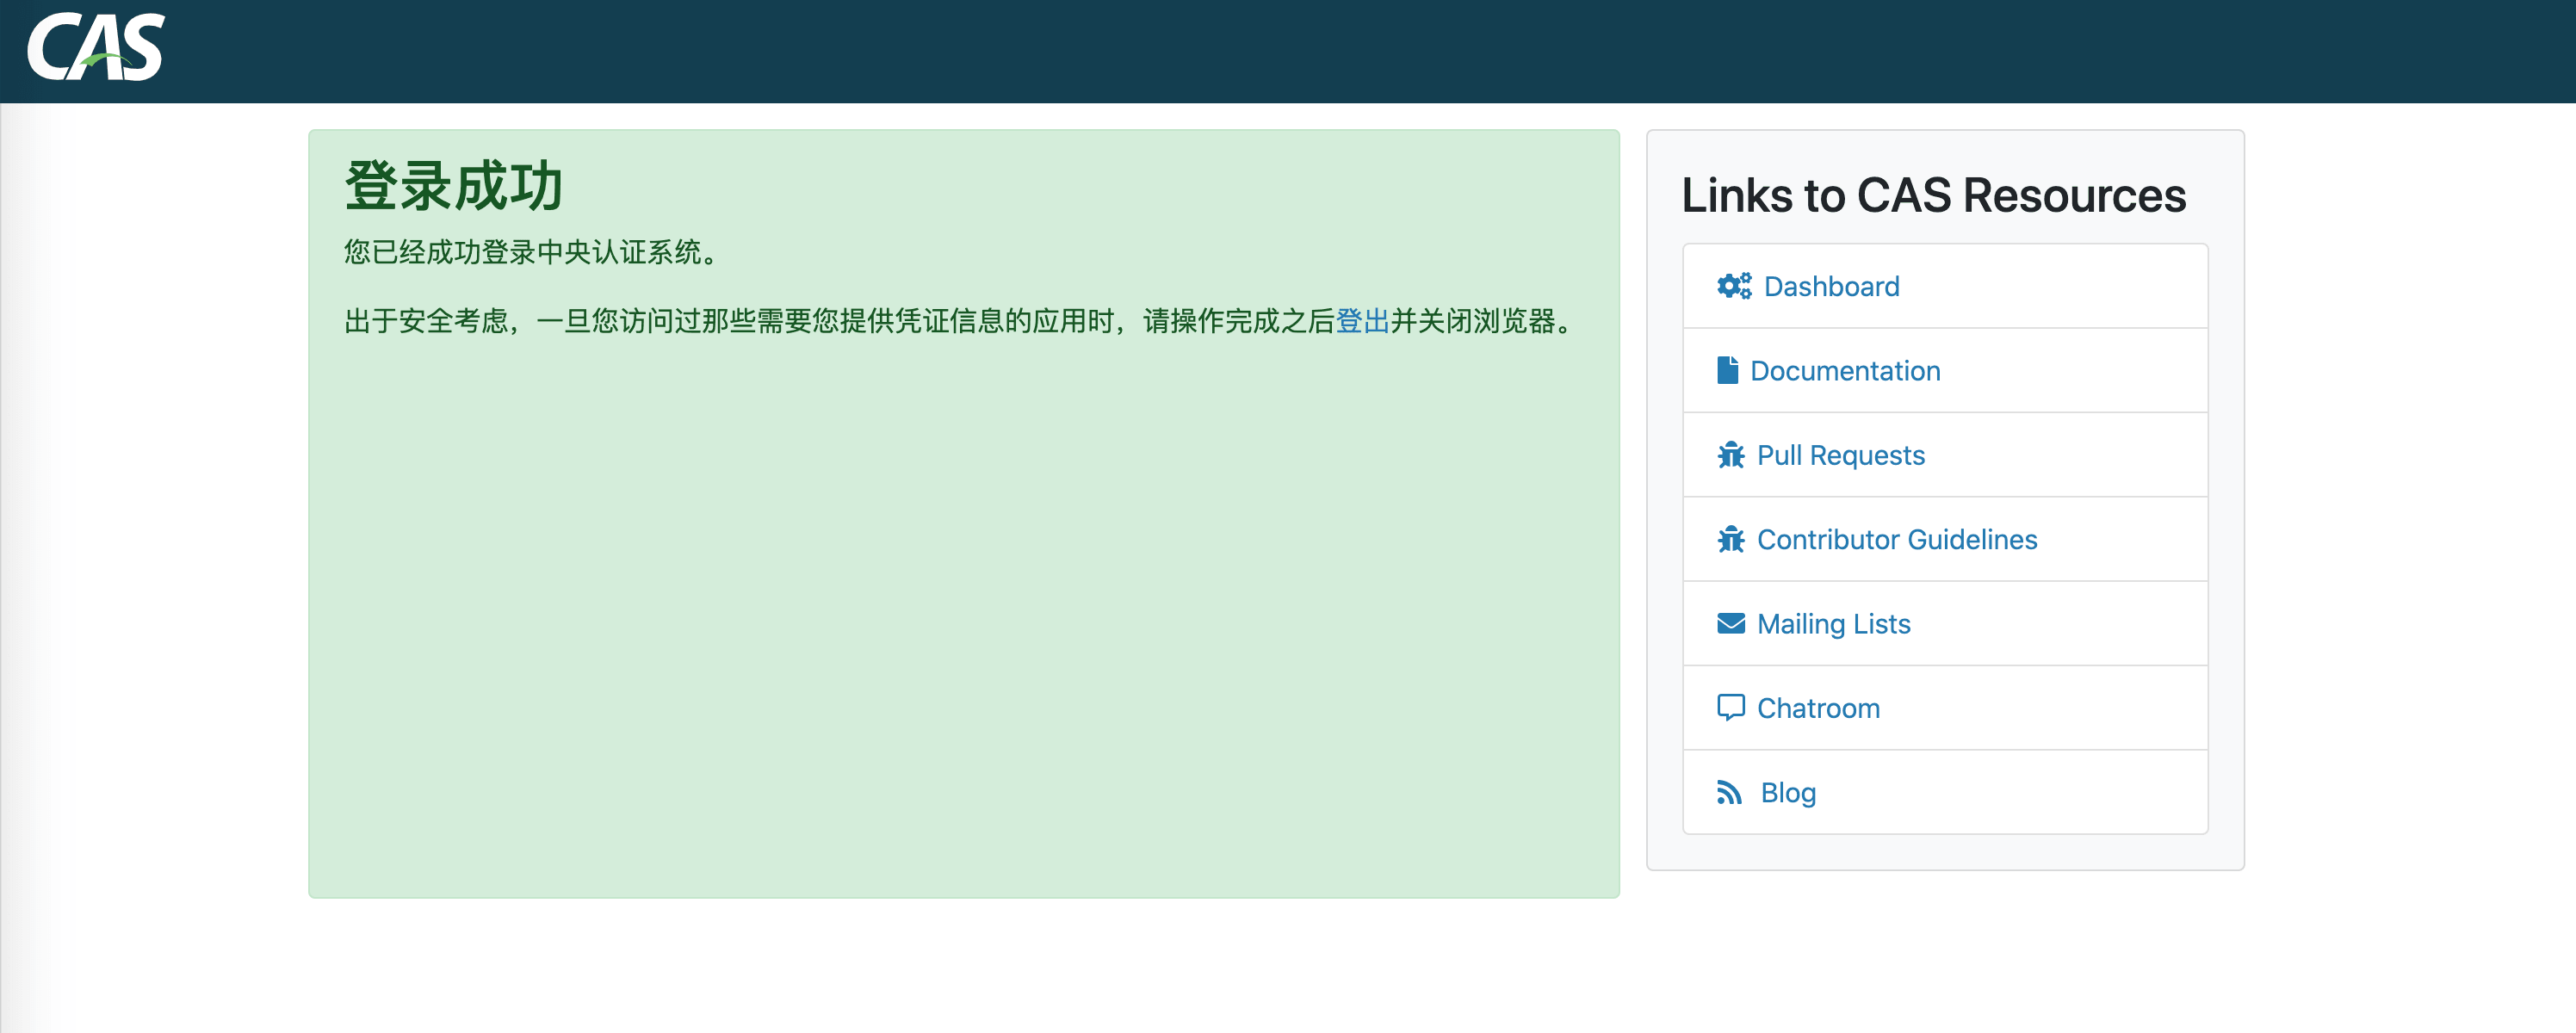 CAS
登录成功
您已经成功登录中央认证系统。
出于安全考虑，一旦您访问过那些需要您提供凭证信息的应用时，请操作完成之后登出并关闭浏览器。
Links to CAS Resources
Dashboard
Documentation
Pull Requests
Contributor Guidelines
Mailing Lists
Chatroom
Blog